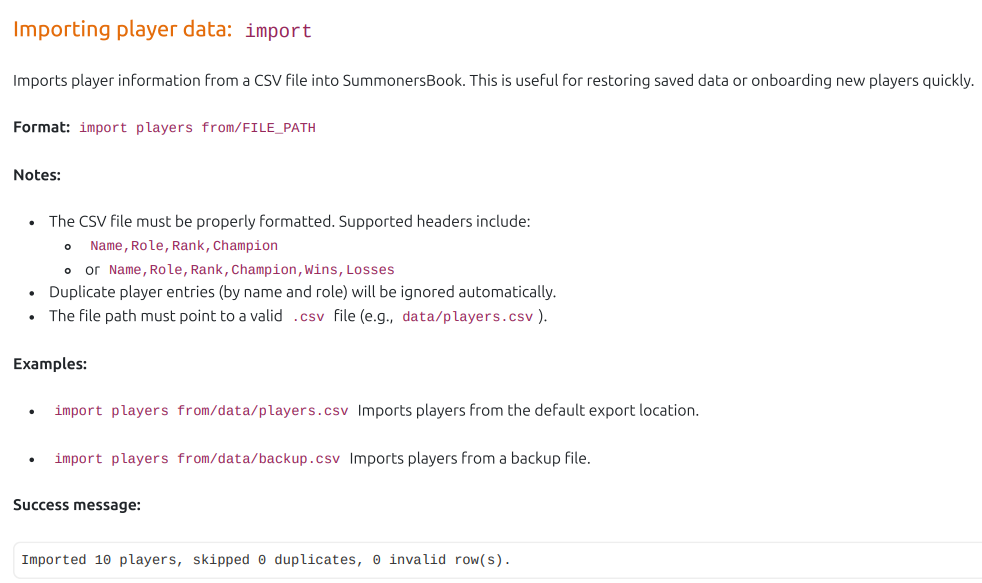 Importing player data: import
Imports player information from a CSV file into SummonersBook. This is useful for restoring saved data or onboarding new players quickly.
Format: import players from/FILE_PATH
Notes:
The CSV file must be properly formatted. Supported headers include:
Name,Role,Rank,Champion
or Name,Role,Rank,Champion,Wins,Losses
Duplicate player entries (by name and role) will be ignored automatically.
The file path must point to a valid .csv file (e.g., data/players.csv ).
Examples:
import players from/data/players.csv Imports players from the default export location.
import players from/data/backup.csv Imports players from a backup file.
Success message:
Imported 10 players, skipped 0 duplicates, 0 invalid row(s).